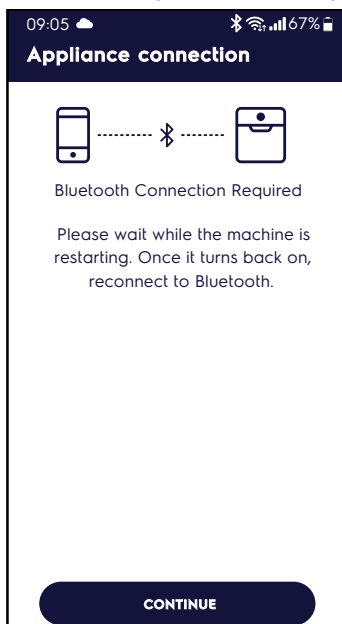 09:05 67%
Appliance connection
Bluetooth Connection Required
Please wait while the machine is
restarting. Once it turns back on,
reconnect to Bluetooth.
CONTINUE